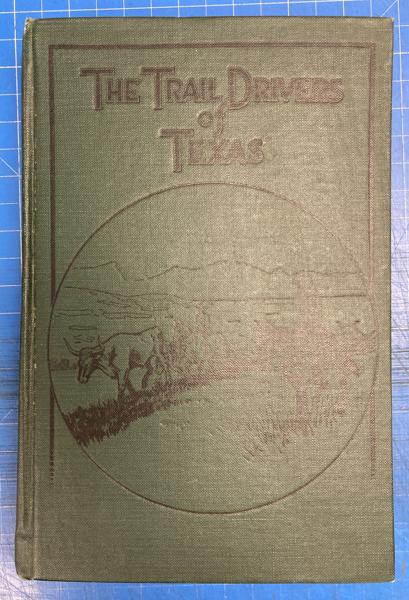 THE TRAIL DRIVERS
of
TEXAS